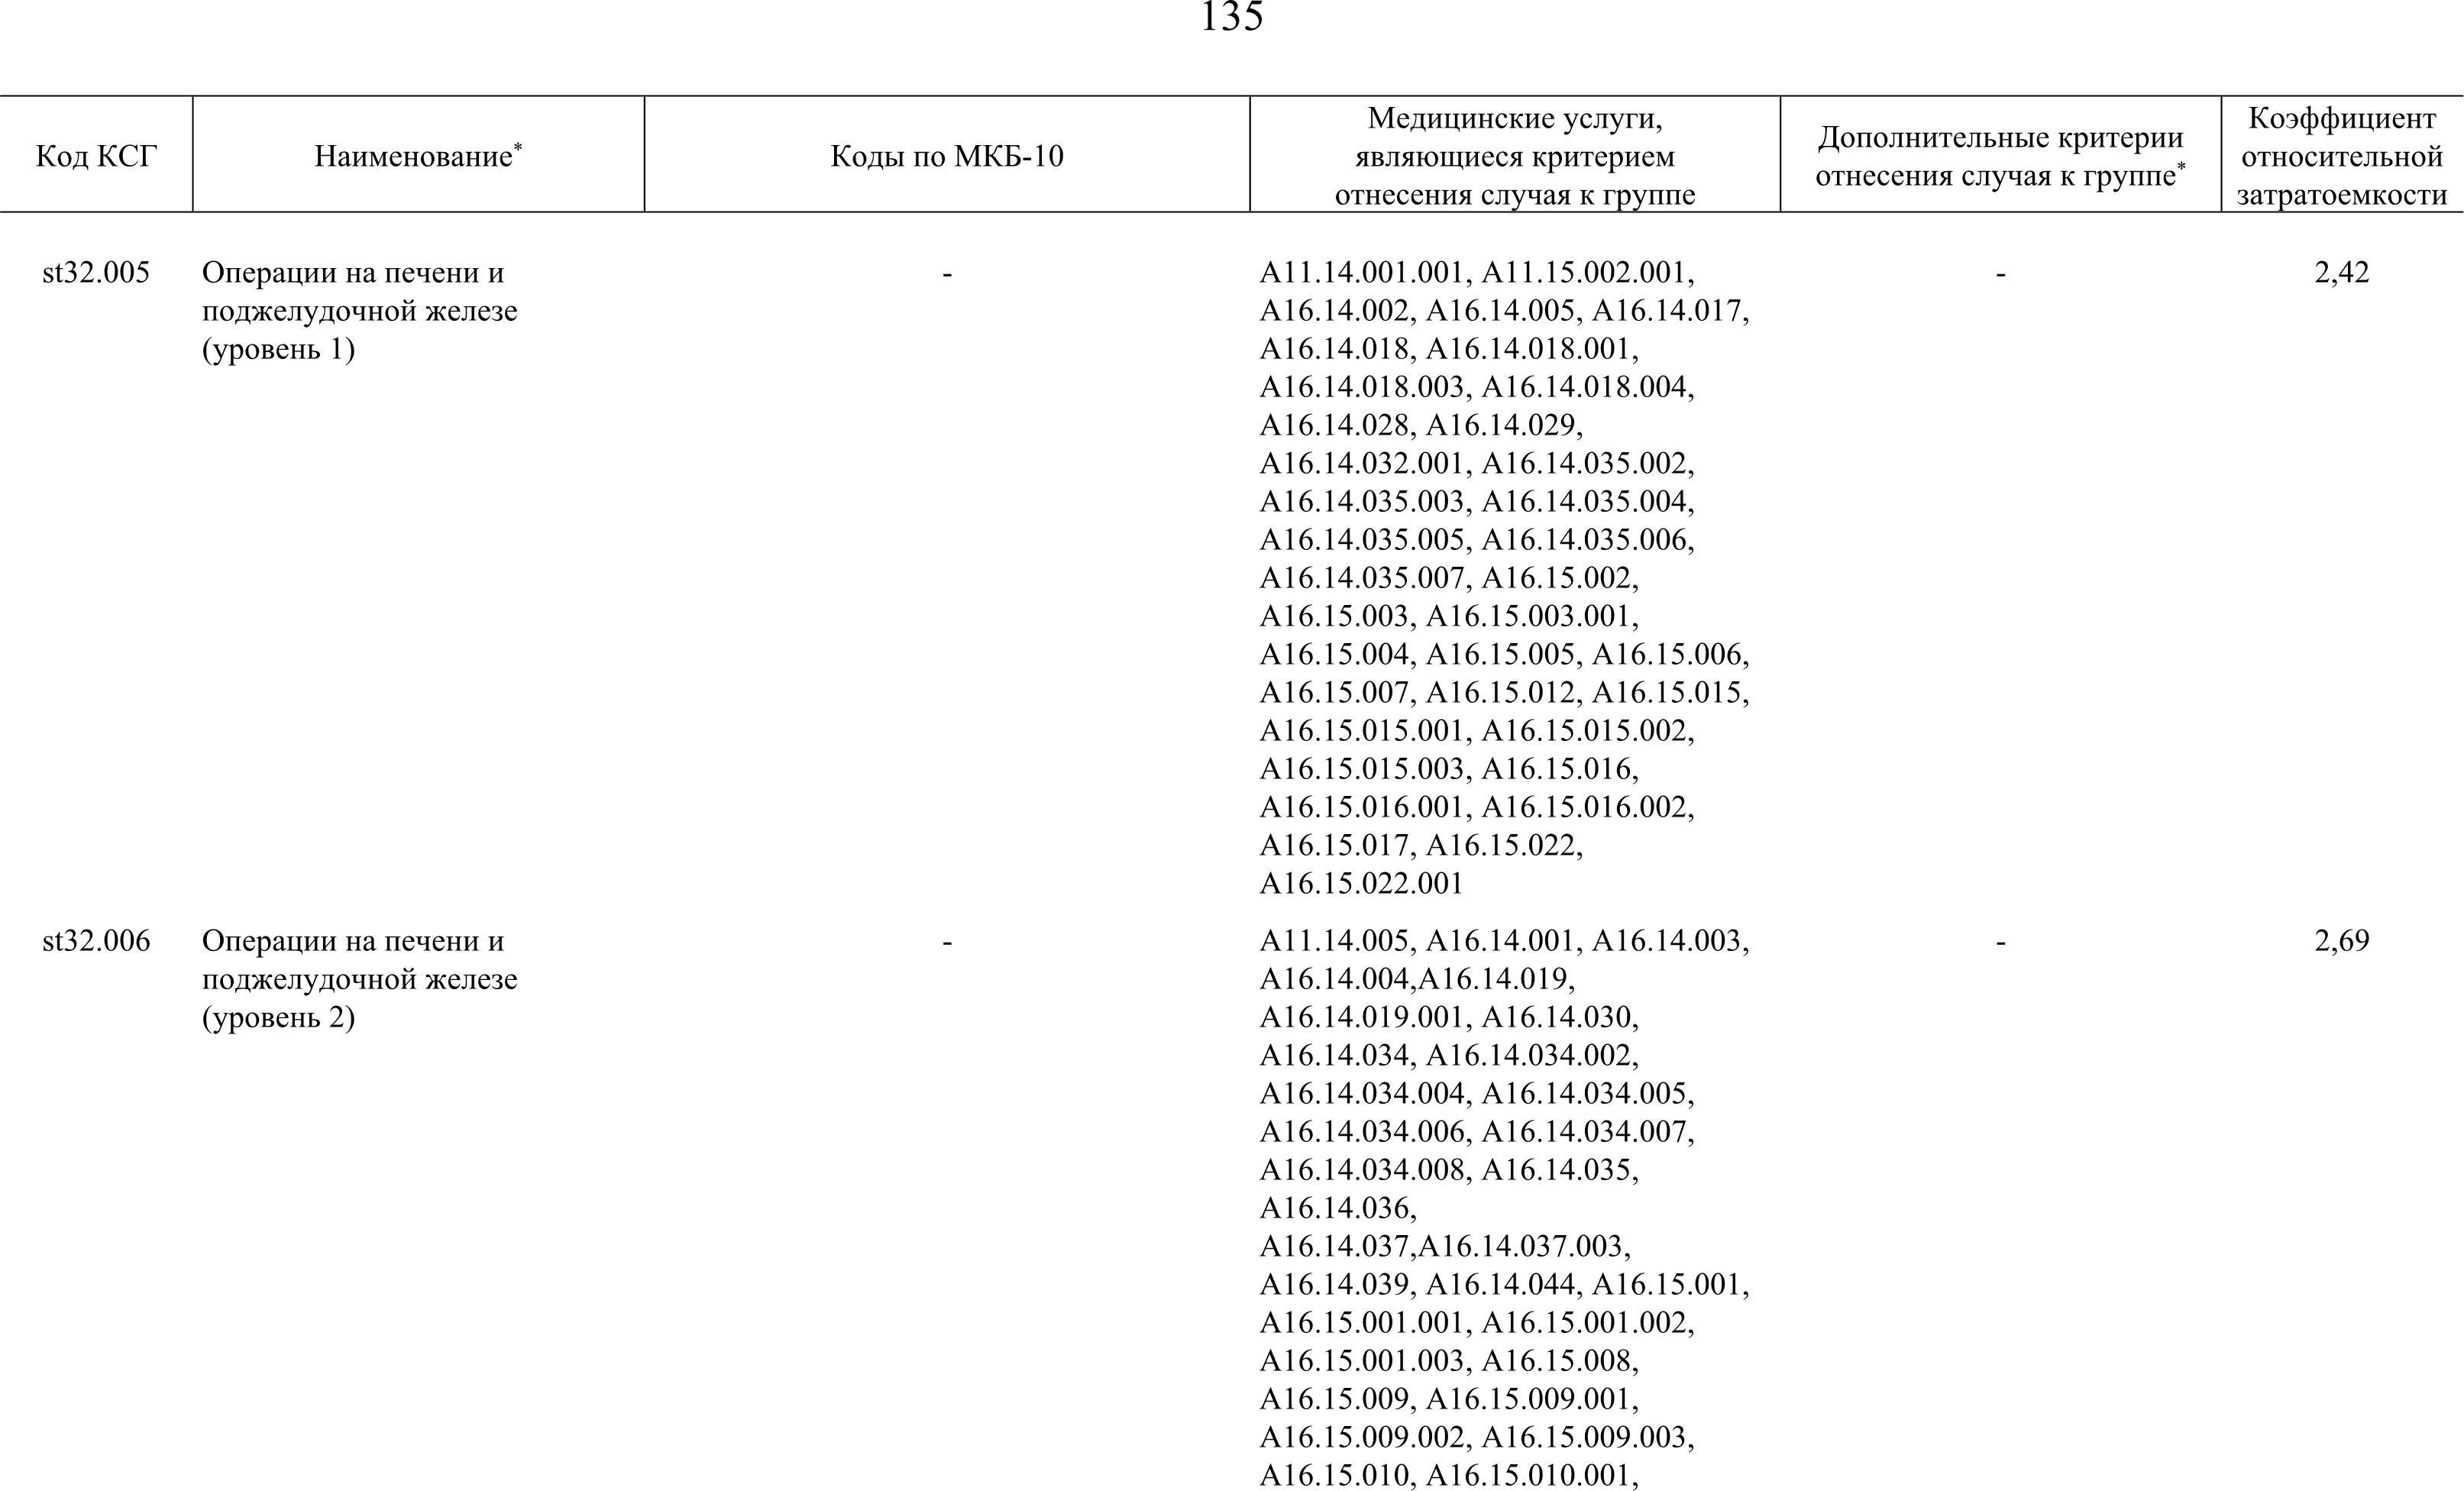 135
Код КСГ
Наименование*
Коды по МКБ-10
Медицинские услуги,
являющиеся критерием
отнесения случая к группе
Дополнительные критерии
отнесения случая к группе*
Коэффициент
относительной
затратоемкости
st32.005
Операции на печени и
поджелудочной железе
(уровень 1)
-
A11.14.001.001, A11.15.002.001,
A16.14.002, A16.14.005, A16.14.017,
A16.14.018, A16.14.018.001,
A16.14.018.003, A16.14.018.004,
A16.14.028, A16.14.029,
A16.14.032.001, A16.14.035.002,
A16.14.035.003, A16.14.035.004,
A16.14.035.005, A16.14.035.006,
A16.14.035.007, A16.15.002,
A16.15.003, A16.15.003.001,
A16.15.004, A16.15.005, A16.15.006,
A16.15.007, A16.15.012, A16.15.015,
A16.15.015.001, A16.15.015.002,
A16.15.015.003, A16.15.016,
A16.15.016.001, A16.15.016.002,
A16.15.017, A16.15.022,
A16.15.022.001
-
2,42
st32.006
Операции на печени и
поджелудочной железе
(уровень 2)
-
A11.14.005, A16.14.001, A16.14.003,
A16.14.004,A16.14.019,
A16.14.019.001, A16.14.030,
A16.14.034, A16.14.034.002,
A16.14.034.004, A16.14.034.005,
A16.14.034.006, A16.14.034.007,
A16.14.034.008, A16.14.035,
A16.14.036,
A16.14.037,A16.14.037.003,
A16.14.039, A16.14.044, A16.15.001,
A16.15.001.001, A16.15.001.002,
A16.15.001.003, A16.15.008,
A16.15.009, A16.15.009.001,
A16.15.009.002, A16.15.009.003,
A16.15.010, A16.15.010.001,
-
2,69